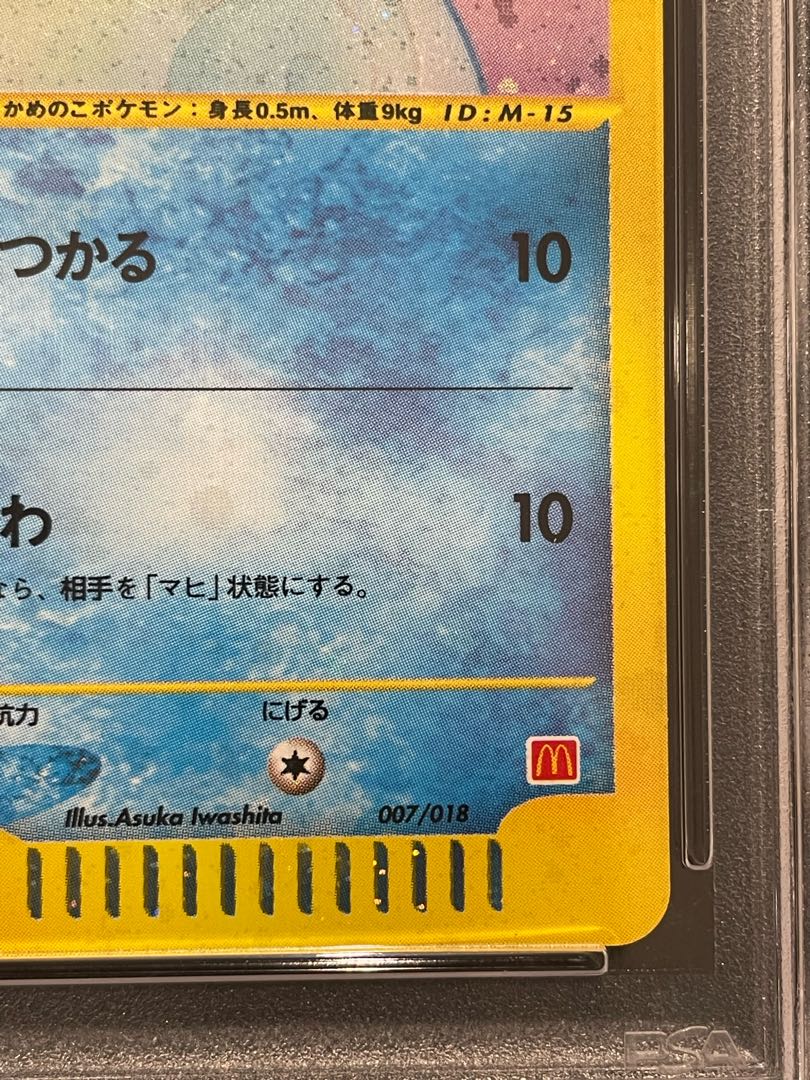 かめのこポケモン：身長0.5m、体重9kg ID:M-15
つかる 10
わ 10
なら、相手を「マヒ」状態にする。
抗力 にげる
Illus.Asuka Iwashita 007/018
PSA